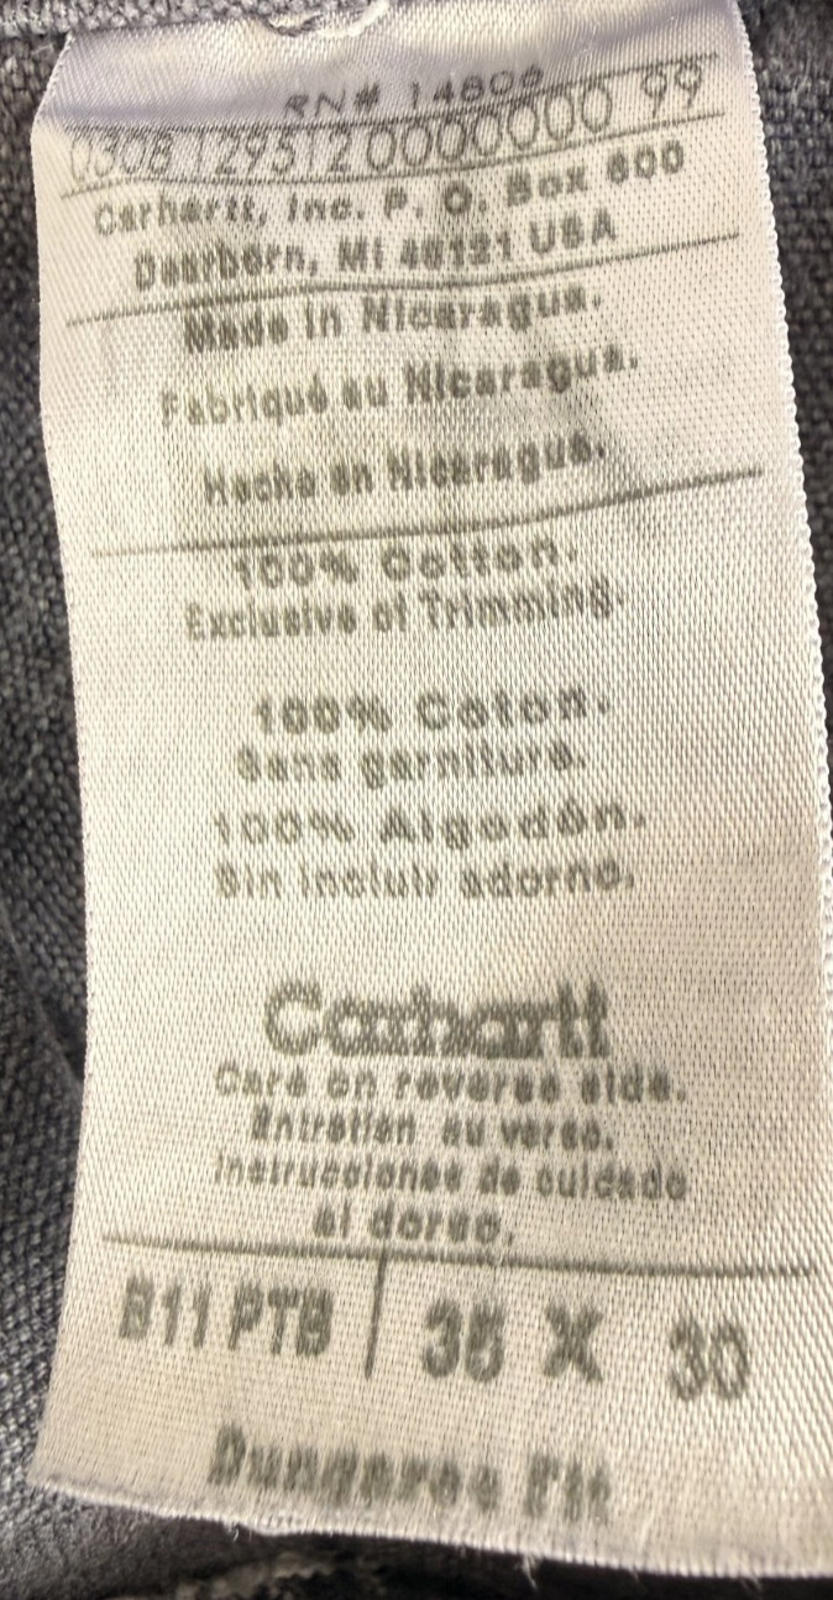 RN# 14806
0308129512 0000000 99
Carhartt, Inc. P. O. Box 600
Dearborn, MI 48121 USA
Made in Nicaragua.
Fabriqué au Nicaragua.
Hecho en Nicaragua.
100% Cotton.
Exclusive of Trimming.
100% Coton.
Sans garniture.
100% Algodón.
Sin incluir adorno.
Carhartt
Care on reverse side.
Entretien au verso.
Instrucciones de cuidado
al dorso.
B11 PTB 35 X 30
Dungaree Fit